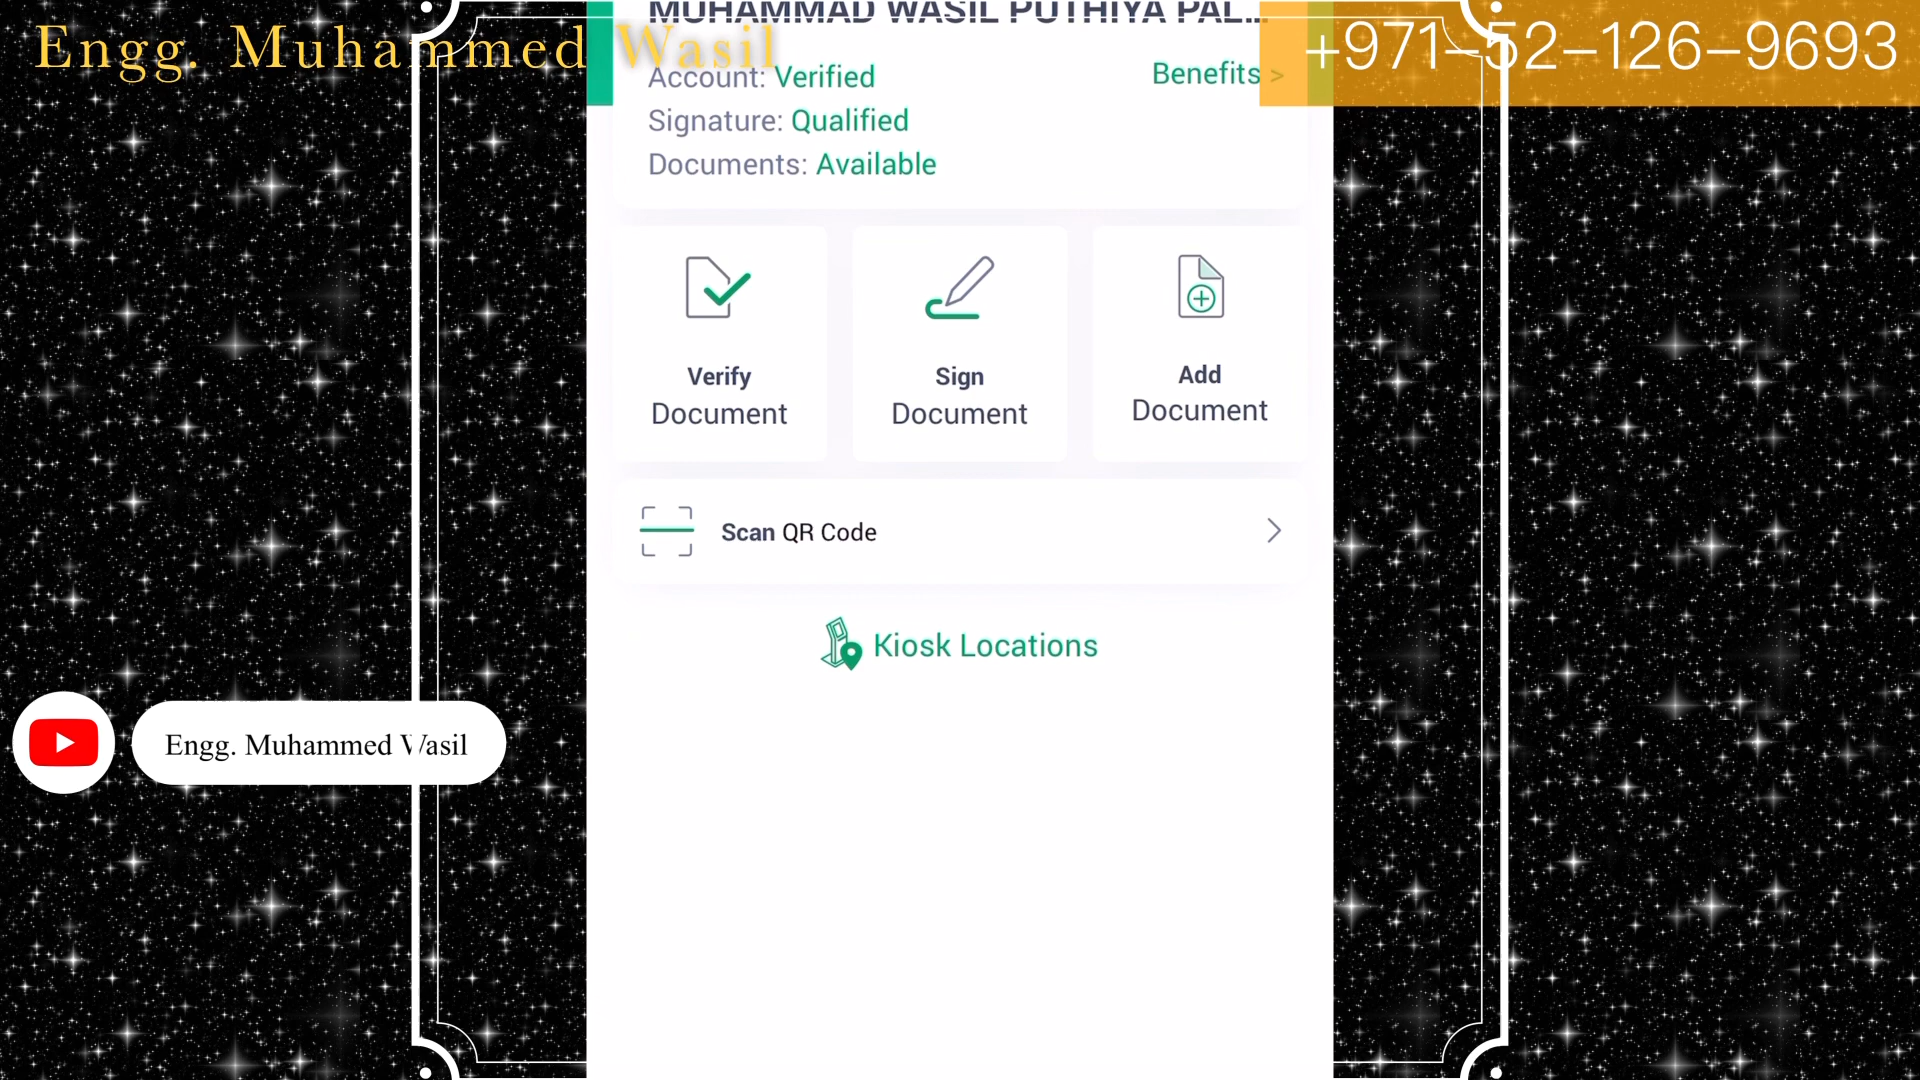 MUHAMMAD WASIL PUTHIYA PAL...
Engg. Muhammed Wasil
+971-52-126-9693
Account: Verified
Benefits >
Signature: Qualified
Documents: Available
Verify
Document
Sign
Document
Add
Document
Scan QR Code
Kiosk Locations
Engg. Muhammed Wasil